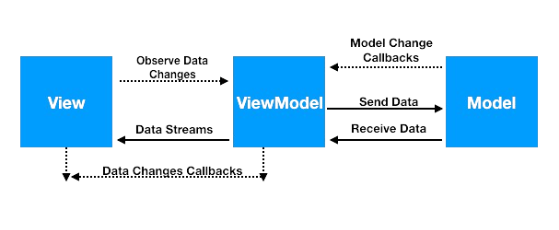 Observe Data
Changes
Model Change
Callbacks
View
ViewModel
Model
Send Data
Data Streams
Receive Data
Data Changes Callbacks